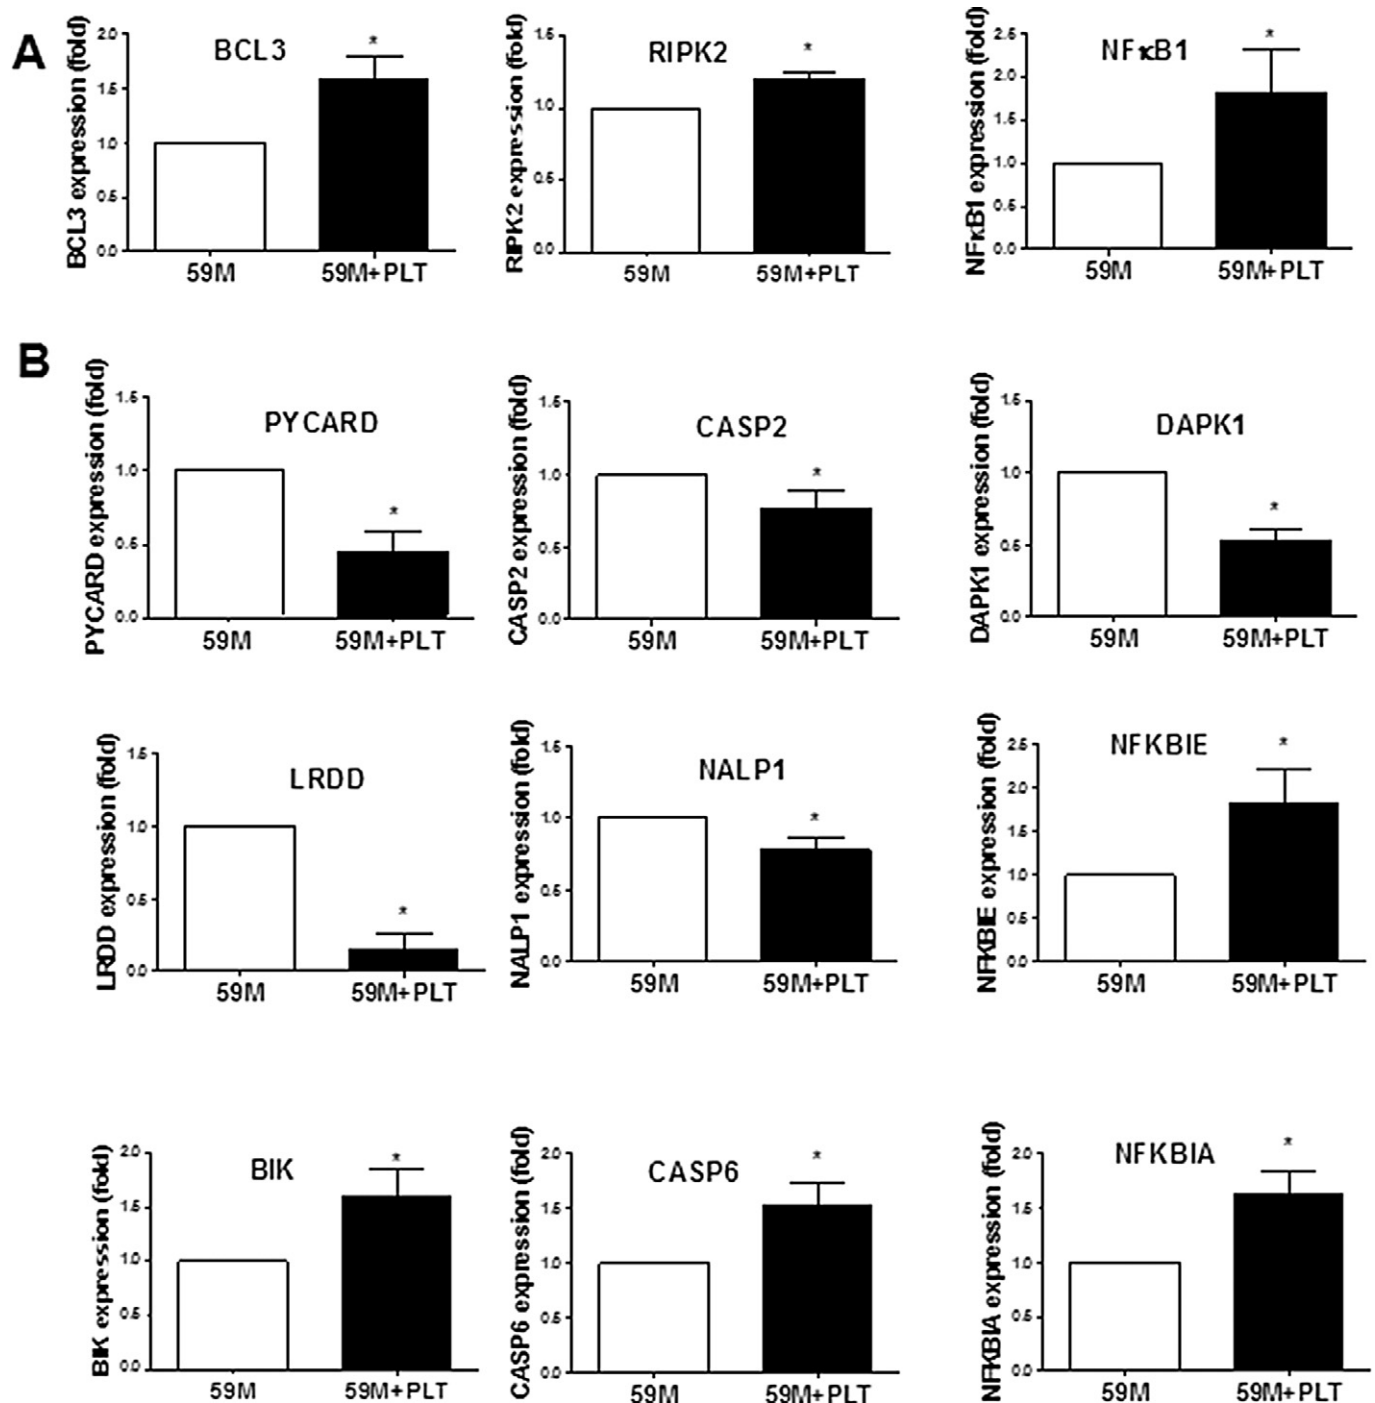 A
BCL3 expression (fold)
2.0
1.5
1.0
0.5
0.0
BCL3
*
59M
59M+PLT
RIPK2 expression (fold)
1.5
1.0
0.5
0.0
RIPK2
*
59M
59M+PLT
NFκB1 expression (fold)
2.5
2.0
1.5
1.0
0.5
0.0
NFκB1
*
59M
59M+PLT
B
PYCARD expression (fold)
1.5
1.0
0.5
0.0
PYCARD
*
59M
59M+PLT
CASP2 expression (fold)
1.5
1.0
0.5
0.0
CASP2
*
59M
59M+PLT
DAPK1 expression (fold)
1.5
1.0
0.5
0.0
DAPK1
*
59M
59M+PLT
LRDD expression (fold)
1.5
1.0
0.5
0.0
LRDD
*
59M
59M+PLT
NALP1 expression (fold)
1.5
1.0
0.5
0.0
NALP1
*
59M
59M+PLT
NFKBIE expression (fold)
2.5
2.0
1.5
1.0
0.5
0.0
NFKBIE
*
59M
59M+PLT
BIK expression (fold)
2.0
1.5
1.0
0.5
0.0
BIK
*
59M
59M+PLT
CASP6 expression (fold)
2.0
1.5
1.0
0.5
0.0
CASP6
*
59M
59M+PLT
NFKBIA expression (fold)
2.0
1.5
1.0
0.5
0.0
NFKBIA
*
59M
59M+PLT